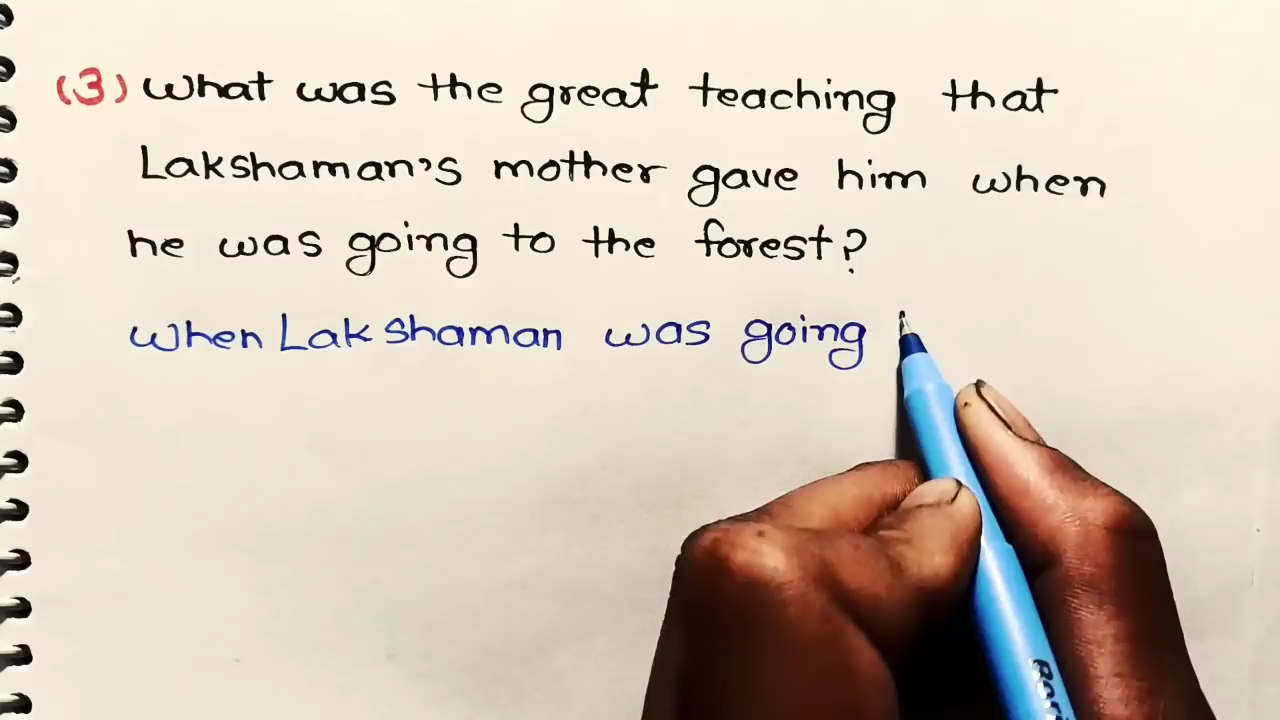 (3) What was the great teaching that
Lakshaman's mother gave him when
he was going to the forest?
When Lakshaman was going